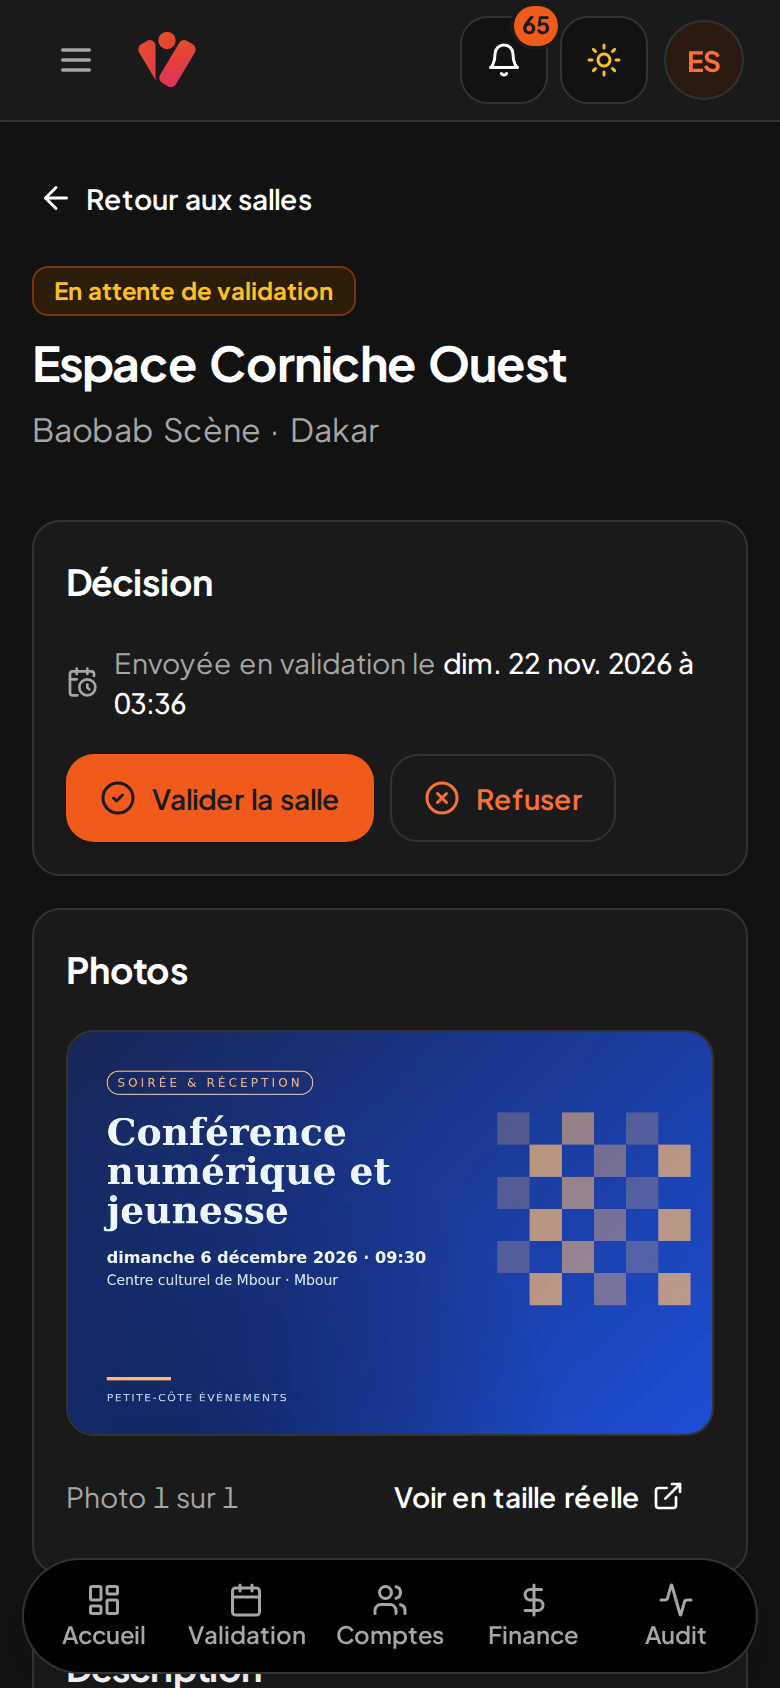 65
ES
Retour aux salles
En attente de validation
Espace Corniche Ouest
Baobab Scène · Dakar
Décision
Envoyée en validation le dim. 22 nov. 2026 à
03:36
Valider la salle
Refuser
Photos
SOIRÉE & RÉCEPTION
Conférence
numérique et
jeunesse
dimanche 6 décembre 2026 · 09:30
Centre culturel de Mbour · Mbour
PETITE-CÔTE ÉVÉNEMENTS
Photo 1 sur 1
Voir en taille réelle
Accueil
Validation
Comptes
Finance
Audit
Description